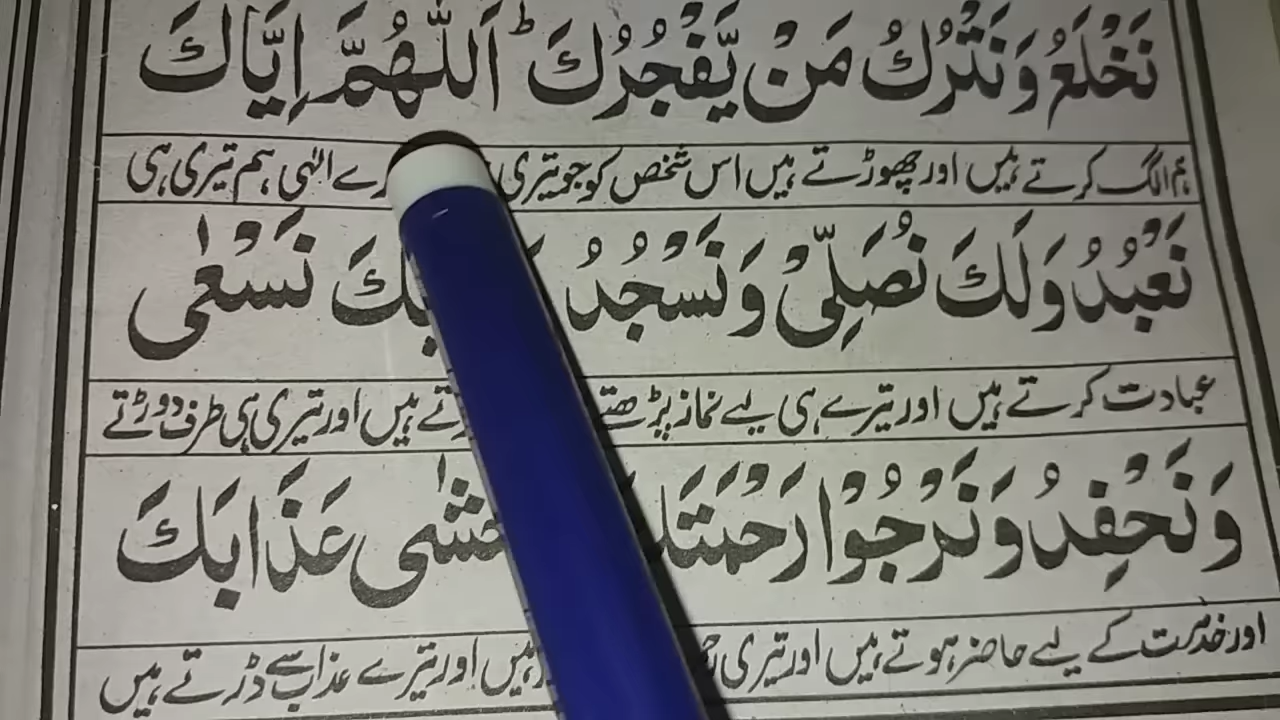 نَخْلَعُ وَنَتْرُكُ مَنْ يَّفْجُرُكَ ؕ اَللّٰهُمَّ اِيَّاكَ
ہم الگ کرتے ہیں اور چھوڑتے ہیں اس شخص کو جو تیری الٰہی ہم تیری ہی
نَعْبُدُ وَلَكَ نُصَلِّىْ وَنَسْجُدُ نَسْعٰى
عبادت کرتے ہیں اور تیرے ہی لیے نماز پڑھتے ہیں اور تیری ہی طرف دوڑتے
وَنَحْفِدُ وَنَرْجُوْا عَذَابَكَ
اور خدمت کے لیے حاضر ہوتے ہیں اور تیری ہیں اور تیرے عذاب سے ڈرتے ہیں